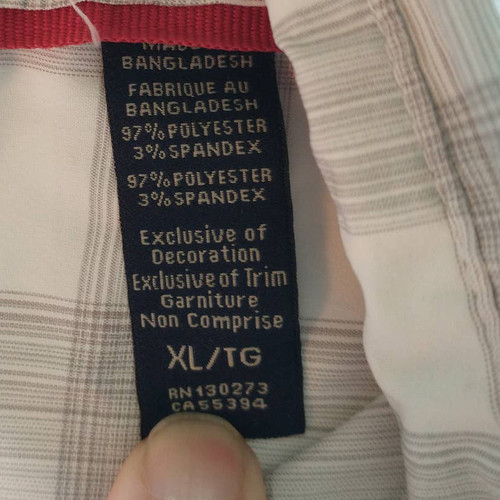 MADE
BANGLADESH
FABRIQUE AU
BANGLADESH
97% POLYESTER
3% SPANDEX
97% POLYESTER
3% SPANDEX
Exclusive of
Decoration
Exclusive of Trim
Garniture
Non Comprise
XL/TG
RN 130273
CA 55394